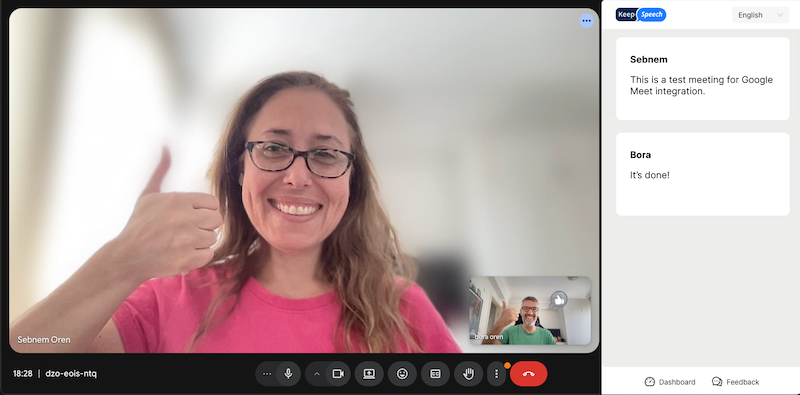 Sebnem Oren
bora oren
18:28 | dzo-eois-ntq
CC
Keep Speech
English
Sebnem
This is a test meeting for Google
Meet integration.
Bora
It's done!
Dashboard
Feedback